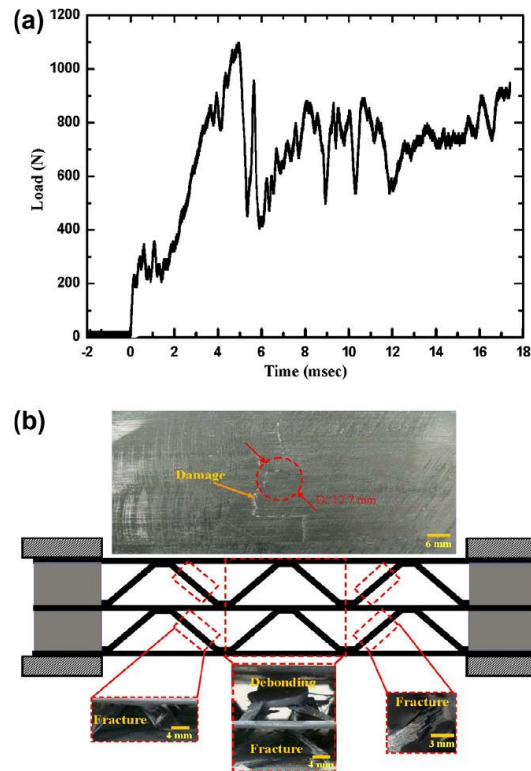 (a)
1200
1000
800
600
400
200
0
Load (N)
-2 0 2 4 6 8 10 12 14 16 18
Time (msec)
(b)
Damage
12.7 mm
6 mm
Debonding
Fracture
4 mm
Fracture
4 mm
Fracture
3 mm